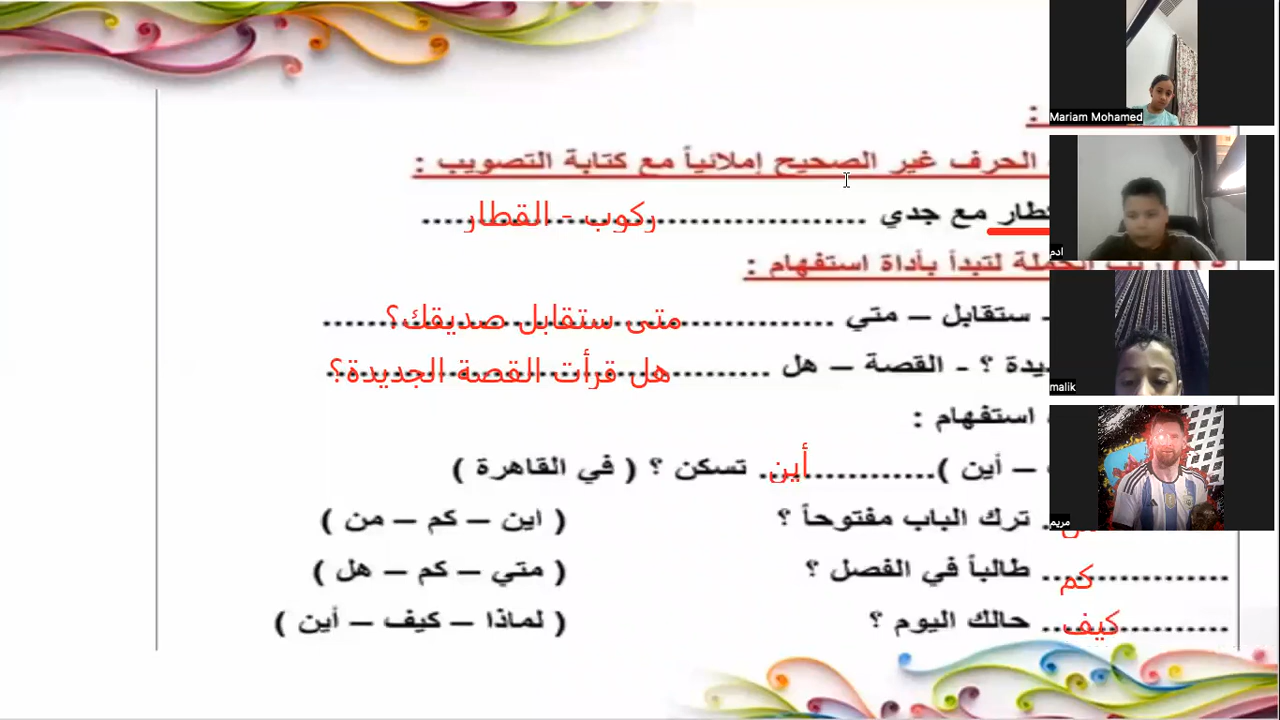 :
الحرف غير الصحيح إملائياً مع كتابة التصويب :
مع جدي ............ ركوب - القطار
الجملة لتبدأ بأداة استفهام :
- ستقابل – متي ............ متى ستقابل صديقك؟
؟ - القصة – هل ............ هل قرأت القصة الجديدة؟
استفهام :
– أين )............ أين تسكن ؟ ( في القاهرة )
ترك الباب مفتوحاً ؟ ( اين – كم – من )
كم ............ طالباً في الفصل ؟ ( متي – كم – هل )
كيف ............ حالك اليوم ؟ ( لماذا – كيف – أين )
Mariam Mohamed
ادم
malik
مريم